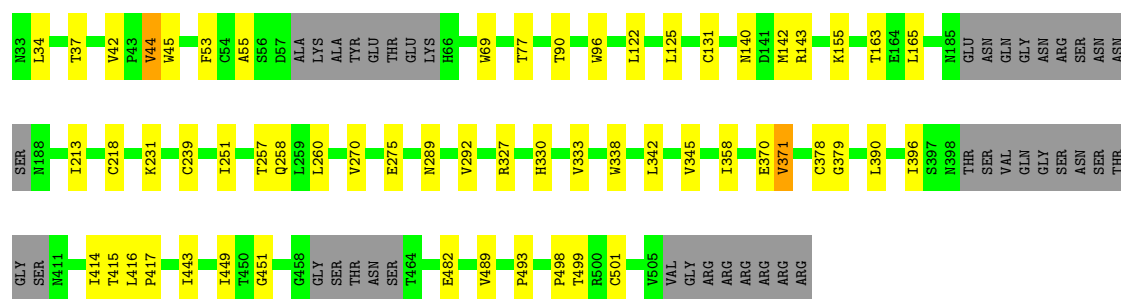 N33 L34 T37 V42 P43 V44 W45 F53 C54 A55 S56 D57 ALA LYS ALA TYR GLU THR GLU LYS H66 W69 T77 T90 W96 L122 L125 C131 N140 D141 M142 R143 K155 T163 E164 L165 N185 GLU ASN GLN GLY ASN ARG SER ASN ASN
SER N188 I213 C218 K231 C239 I251 T257 Q258 L259 L260 V270 E275 N289 V292 R327 H330 V333 W338 L342 V345 I358 E370 V371 C378 G379 L390 I396 S397 N398 THR SER VAL GLN GLY SER ASN SER THR
GLY SER N411 I414 T415 L416 P417 I443 I449 T450 G451 G458 GLY SER THR ASN SER T464 E482 V489 P493 P498 T499 R500 C501 V505 VAL GLY ARG ARG ARG ARG ARG ARG